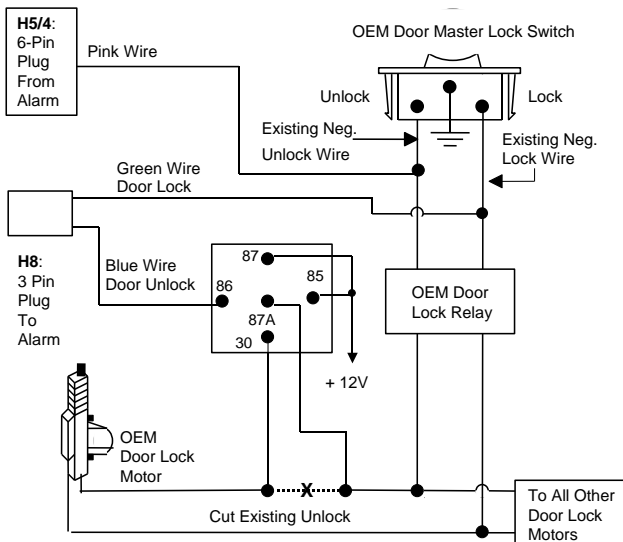 H5/4:
6-Pin
Plug
From
Alarm
Pink Wire
OEM Door Master Lock Switch
Unlock
Lock
Existing Neg.
Unlock Wire
Existing Neg.
Lock Wire
Green Wire
Door Lock
H8:
3 Pin
Plug
To
Alarm
Blue Wire
Door Unlock
87
86
85
87A
30
+ 12V
OEM Door
Lock Relay
OEM
Door Lock
Motor
X
Cut Existing Unlock
To All Other
Door Lock
Motors